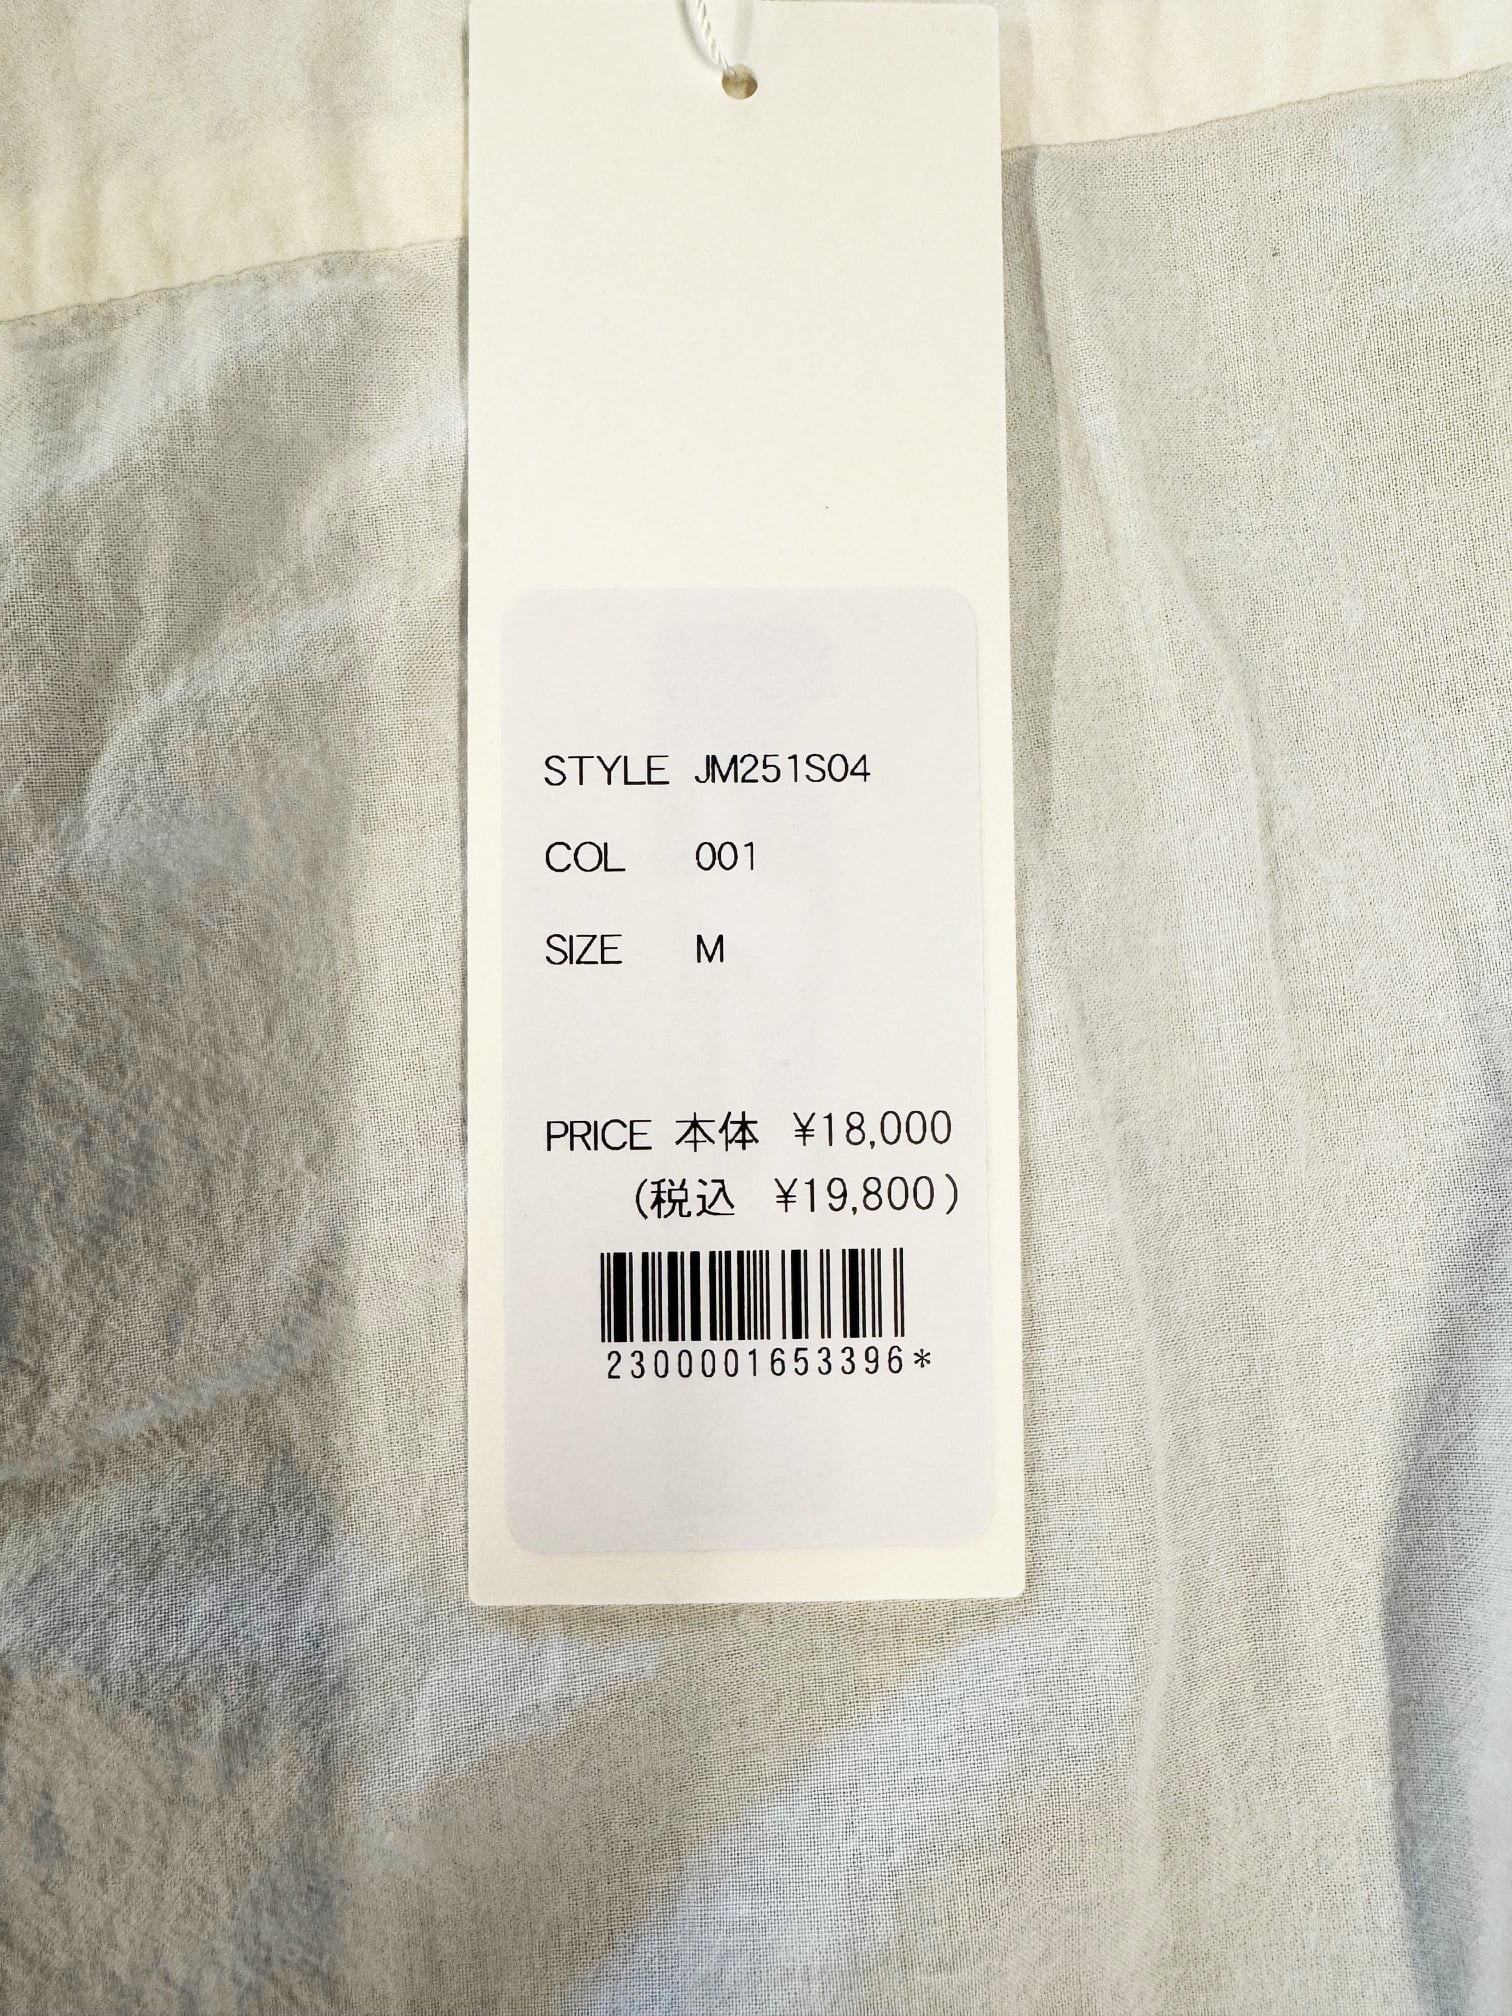 STYLE JM251S04
COL 001
SIZE M
PRICE 本体 ¥18,000
(税込 ¥19,800)
2300001653396*